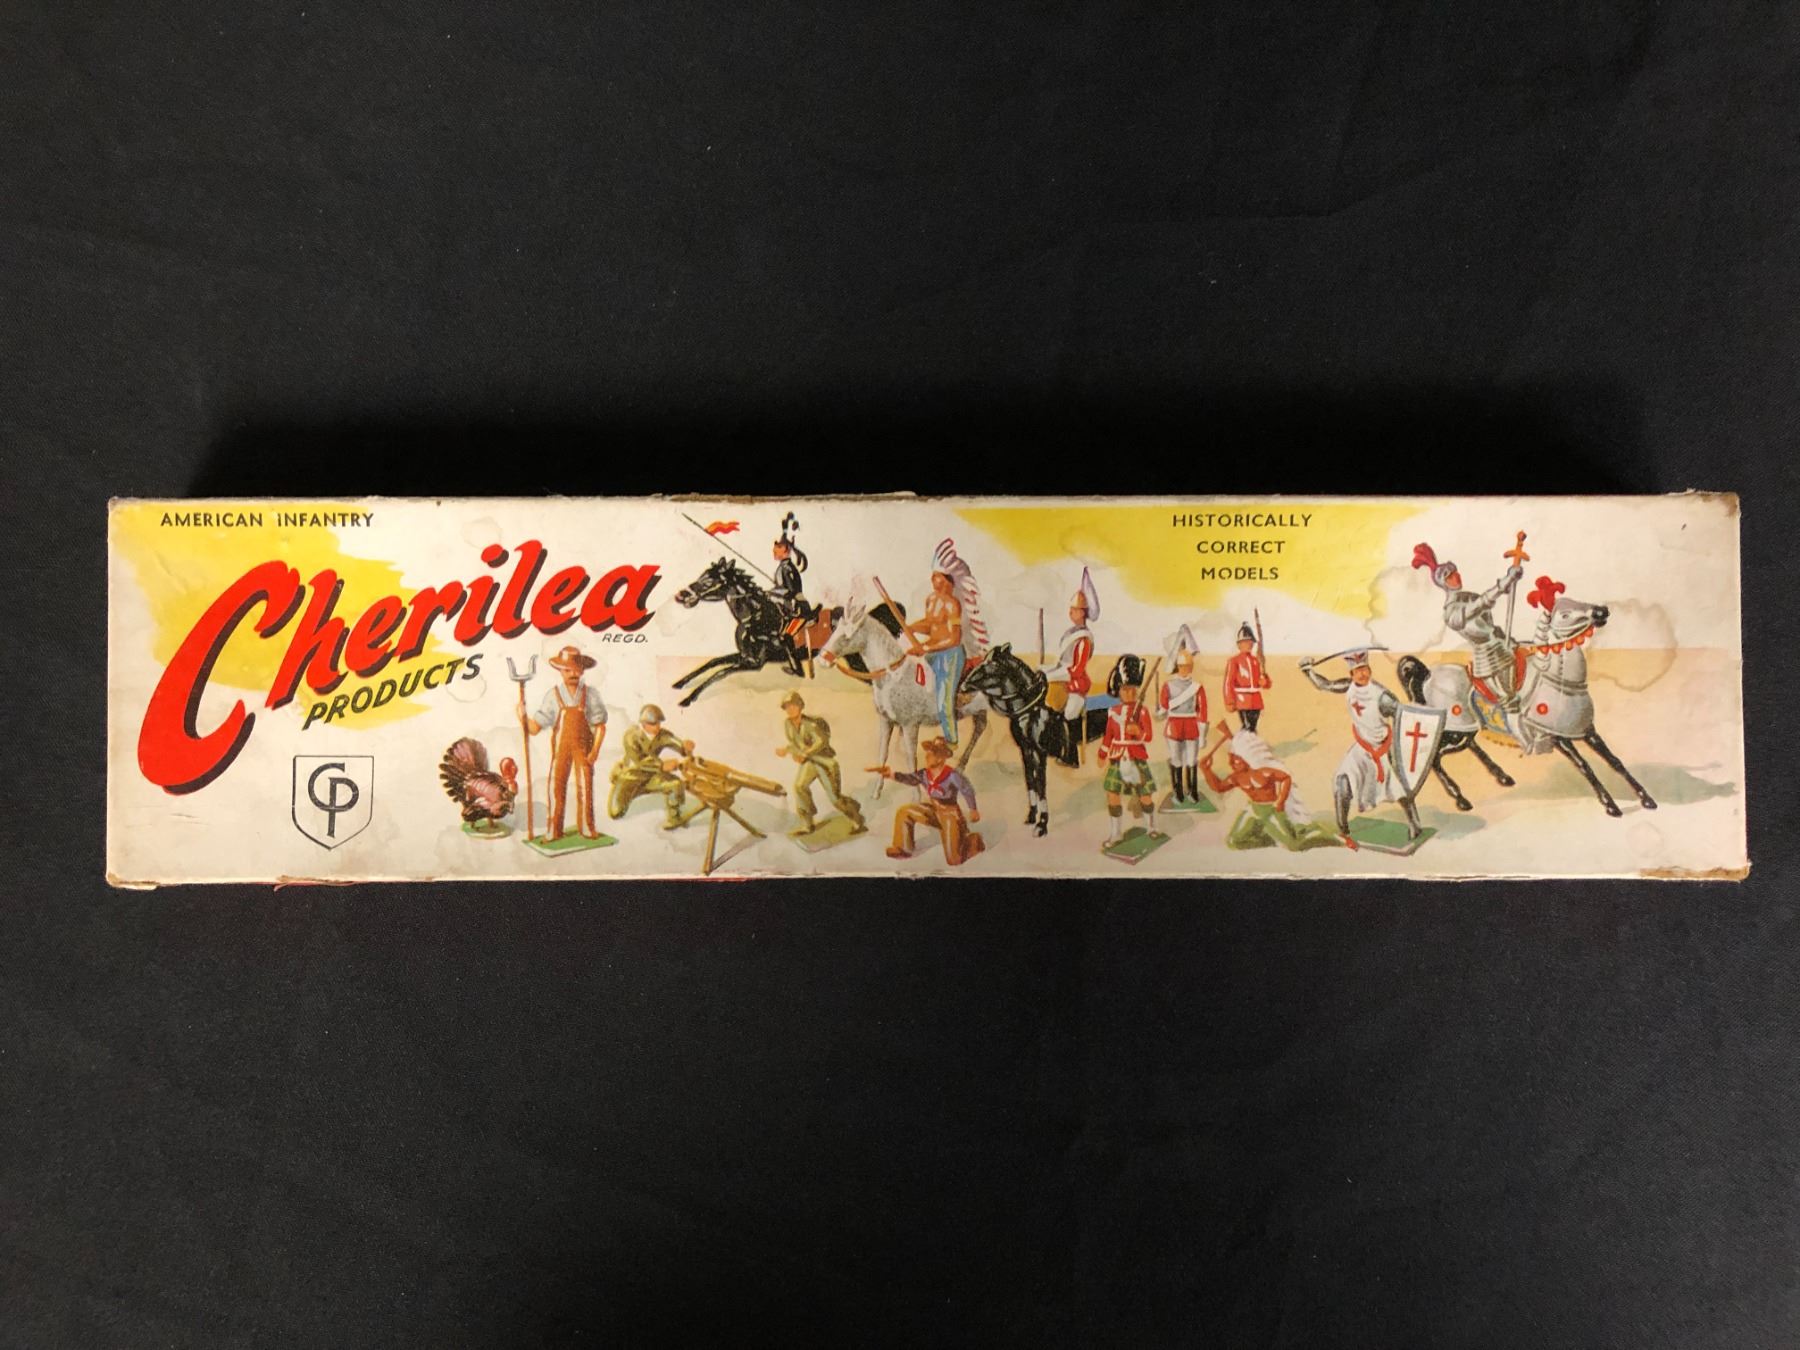 AMERICAN INFANTRY
Cherilea
REGD.
PRODUCTS
CP
HISTORICALLY
CORRECT
MODELS